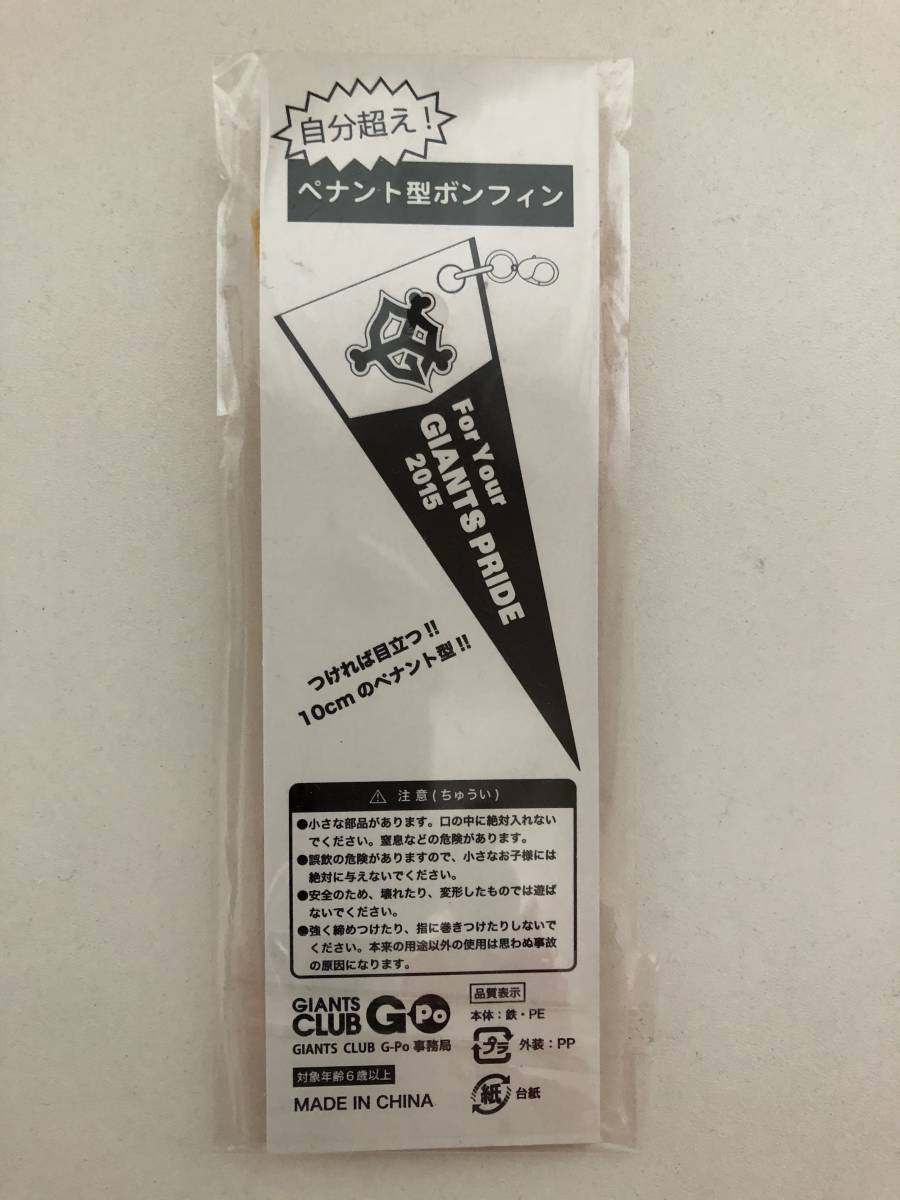 自分超え!
ペナント型ボンフィン
For Your
GIANTS PRIDE
2015
つければ目立つ!!
10cmのペナント型!!
⚠ 注意(ちゅうい)
●小さな部品があります。口の中に絶対入れない
でください。窒息などの危険があります。
●誤飲の危険がありますので、小さなお子様には
絶対に与えないでください。
●安全のため、壊れたり、変形したものでは遊ば
ないでください。
●強く締めつけたり、指に巻きつけたりしないで
ください。本来の用途以外の使用は思わぬ事故
の原因になります。
GIANTS
CLUB G-Po
GIANTS CLUB G-Po 事務局
対象年齢6歳以上
MADE IN CHINA
品質表示
本体:鉄・PE
プラ 外装:PP
紙 台紙